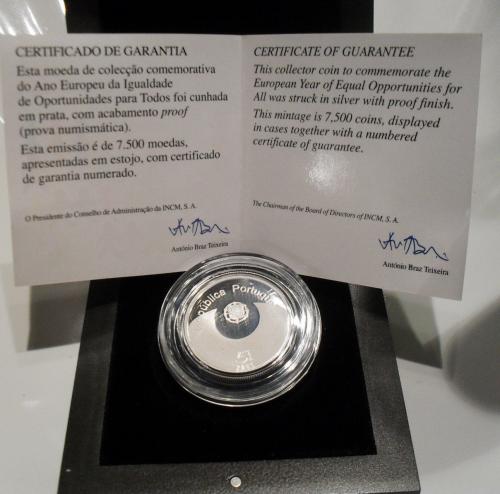 CERTIFICADO DE GARANTIA
Esta moeda de colecção comemorativa
do Ano Europeu da Igualdade
de Oportunidades para Todos foi cunhada
em prata, com acabamento proof
(prova numismática).
Esta emissão é de 7.500 moedas,
apresentadas em estojo, com certificado
de garantia numerado.
O Presidente do Conselho de Administração da INCM, S. A.
António Braz Teixeira
CERTIFICATE OF GUARANTEE
This collector coin to commemorate the
European Year of Equal Opportunities for
All was struck in silver with proof finish.
This mintage is 7,500 coins, displayed
in cases together with a numbered
certificate of guarantee.
The Chairman of the Board of Directors of INCM, S. A.
António Braz Teixeira
pública Portugu